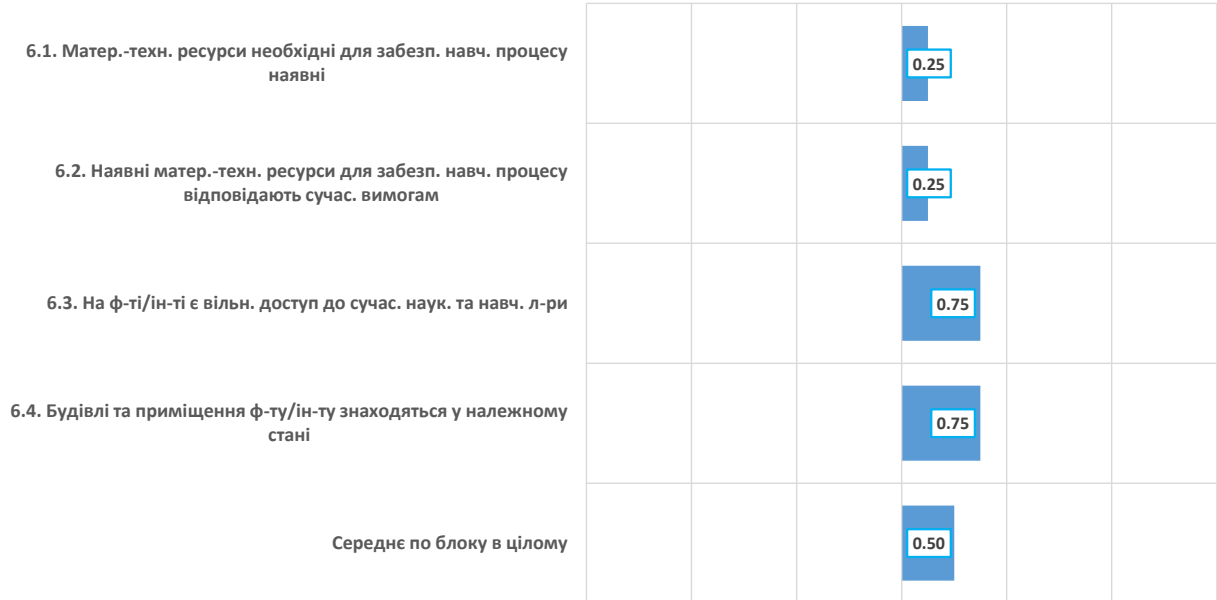 6.1. Матер.-техн. ресурси необхідні для забезп. навч. процесу
наявні
0.25
6.2. Наявні матер.-техн. ресурси для забезп. навч. процесу
відповідають сучас. вимогам
0.25
6.3. На ф-ті/ін-ті є вільн. доступ до сучас. наук. та навч. л-ри
0.75
6.4. Будівлі та приміщення ф-ту/ін-ту знаходяться у належному
стані
0.75
Середнє по блоку в цілому
0.50